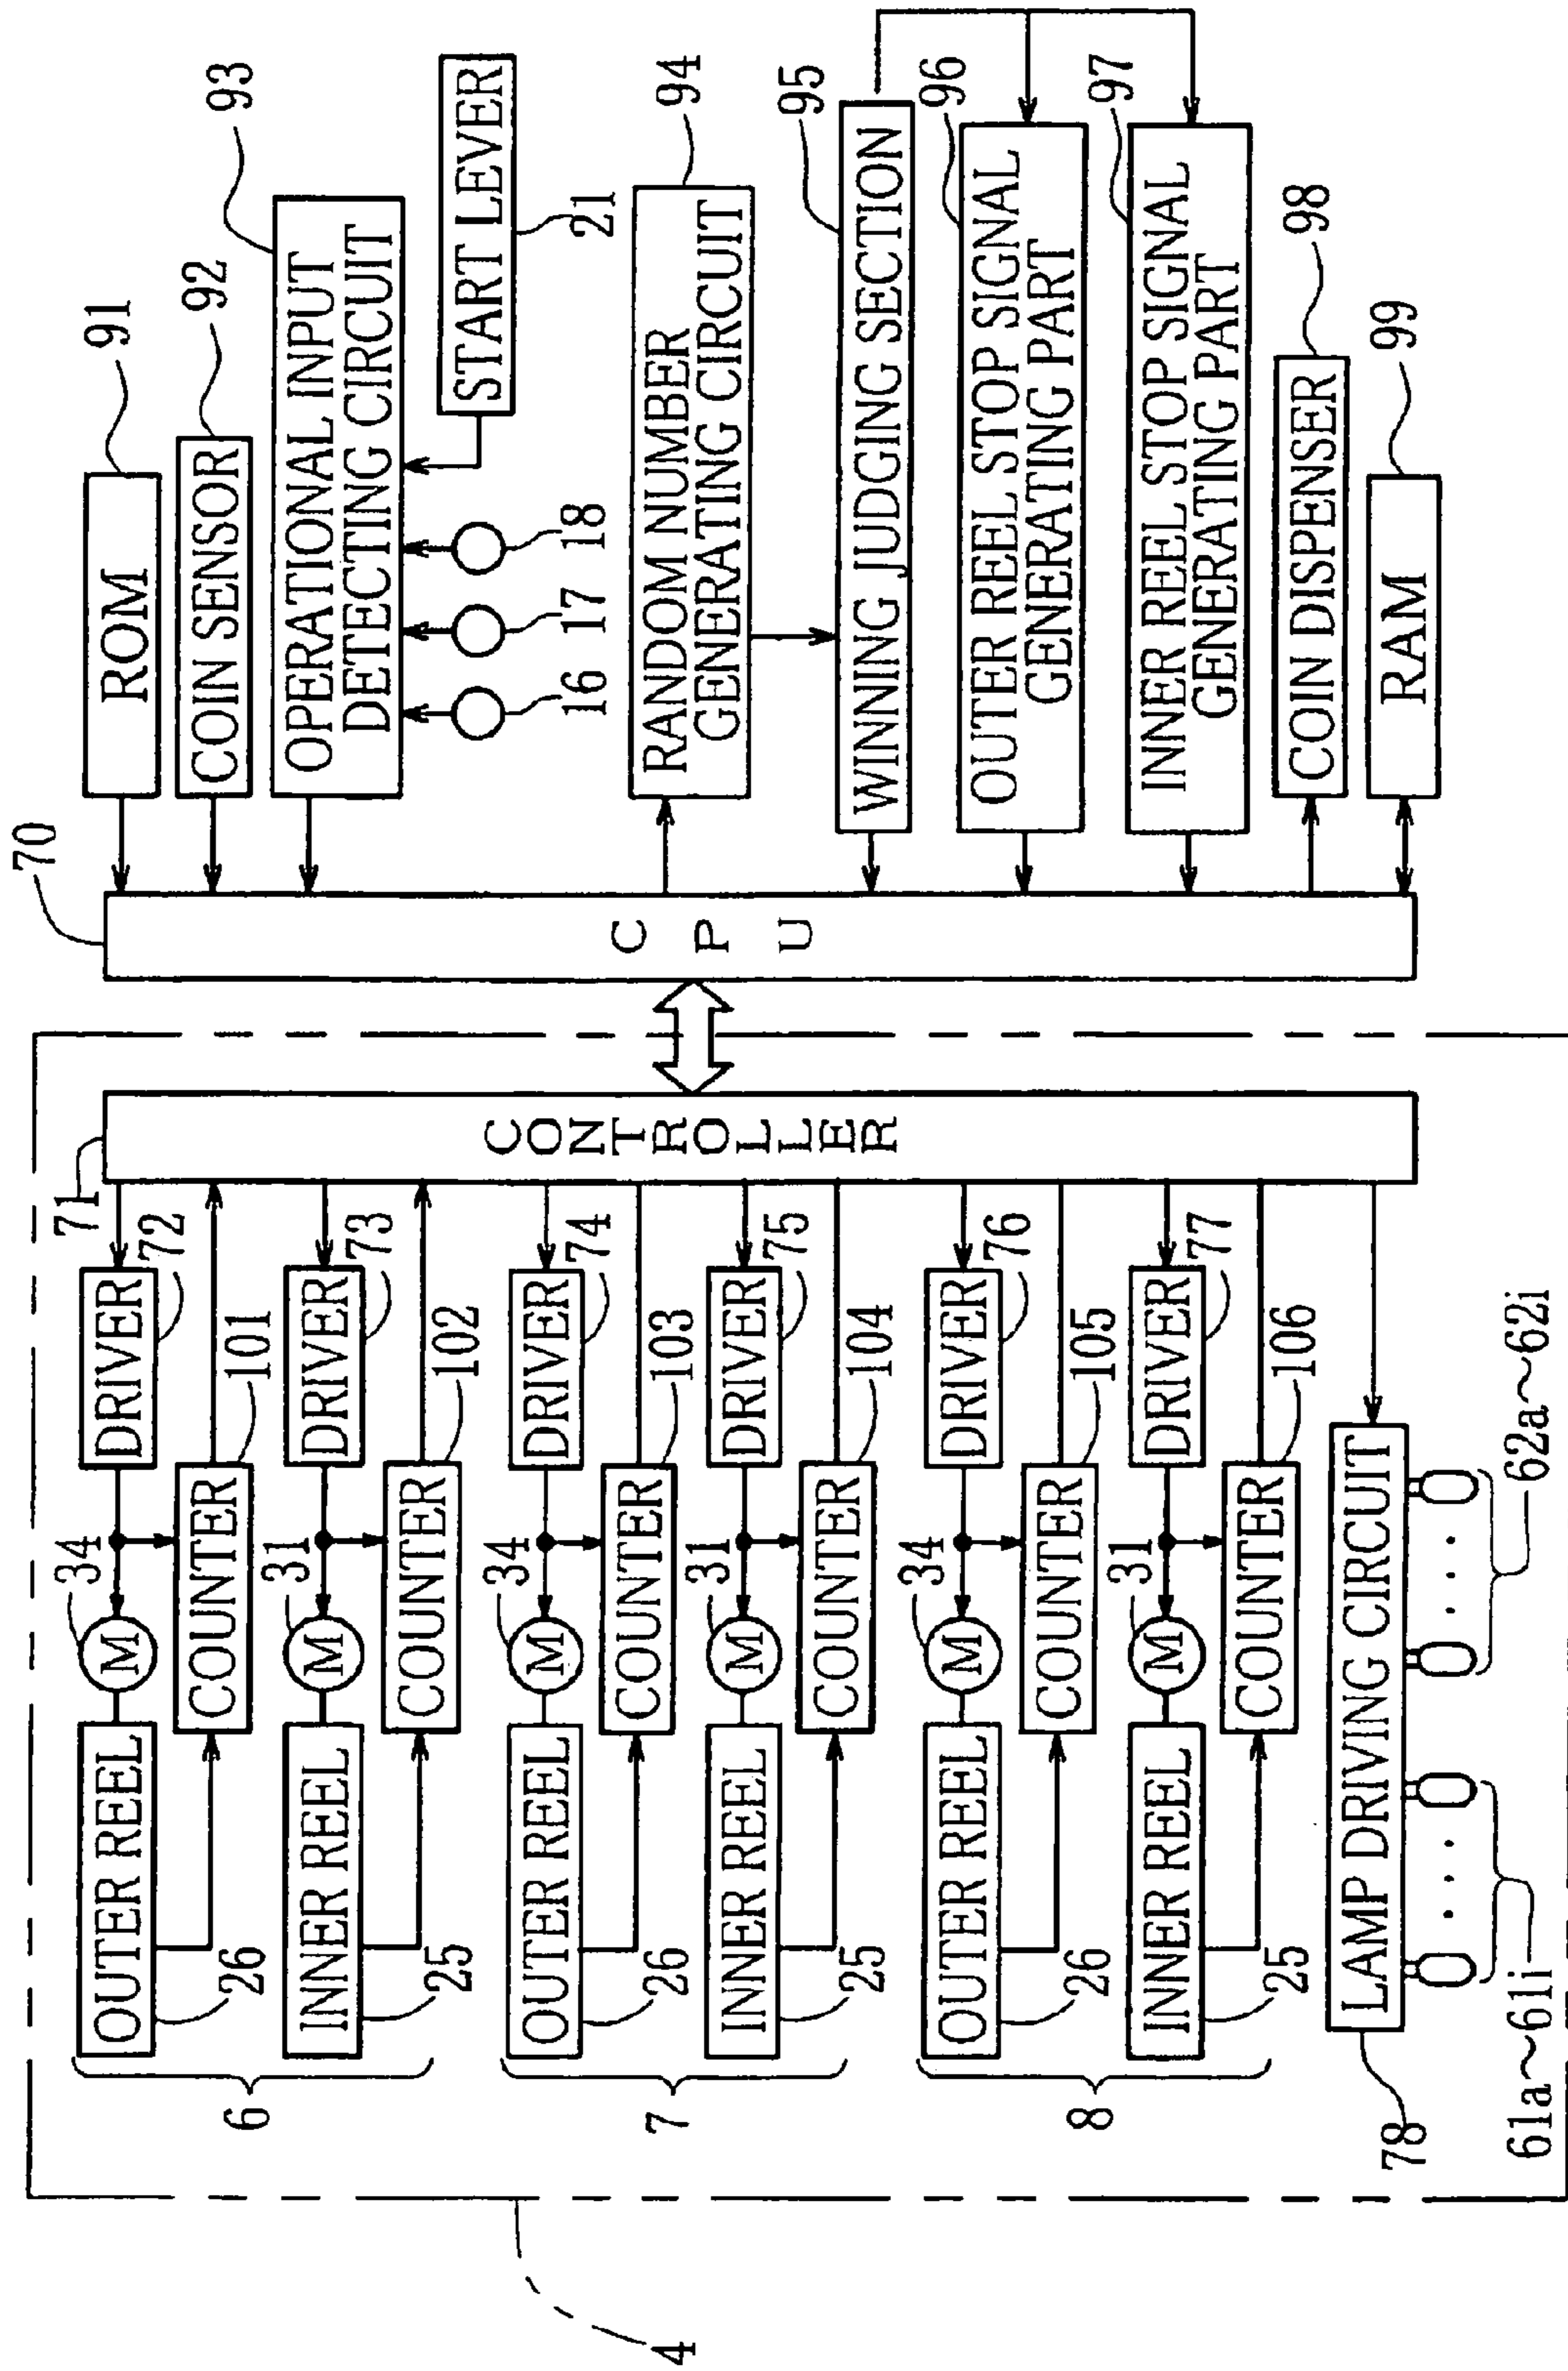 4
6
OUTER REEL
26
M
34
DRIVER
72
COUNTER
101
INNER REEL
25
M
31
DRIVER
73
COUNTER
102
7
OUTER REEL
26
M
34
DRIVER
74
COUNTER
103
INNER REEL
25
M
31
DRIVER
75
COUNTER
104
8
OUTER REEL
26
M
34
DRIVER
76
COUNTER
105
INNER REEL
25
M
31
DRIVER
77
COUNTER
106
78
LAMP DRIVING CIRCUIT
61a~61i
62a~62i
71
CONTROLLER
70
CPU
ROM
91
COIN SENSOR
92
OPERATIONAL INPUT
DETECTING CIRCUIT
93
16
17
18
START LEVER
21
RANDOM NUMBER
GENERATING CIRCUIT
94
WINNING JUDGING SECTION
95
OUTER REEL STOP SIGNAL
GENERATING PART
96
INNER REEL STOP SIGNAL
GENERATING PART
97
COIN DISPENSER
98
RAM
99